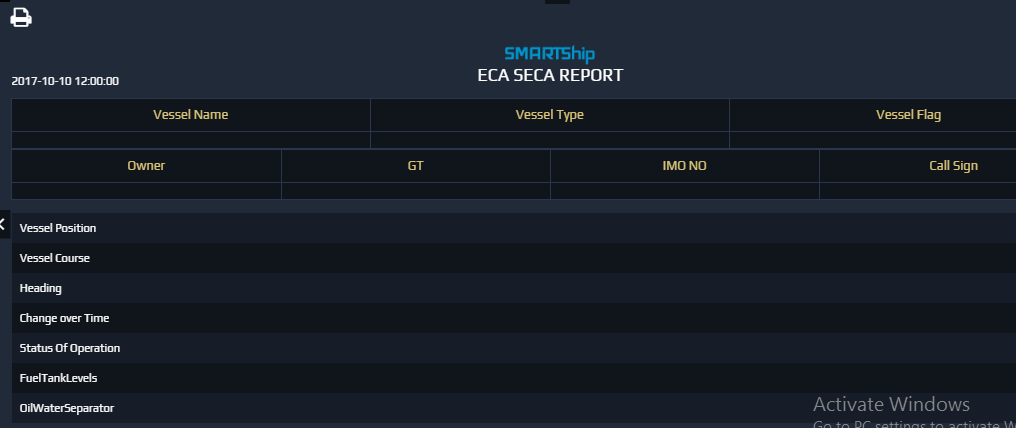 SMARTShip
ECA SECA REPORT
2017-10-10 12:00:00
Vessel Name Vessel Type Vessel Flag
Owner GT IMO NO Call Sign
Vessel Position
Vessel Course
Heading
Change over Time
Status Of Operation
FuelTankLevels
OilWaterSeparator
Activate Windows
Go to PC settings to activate W